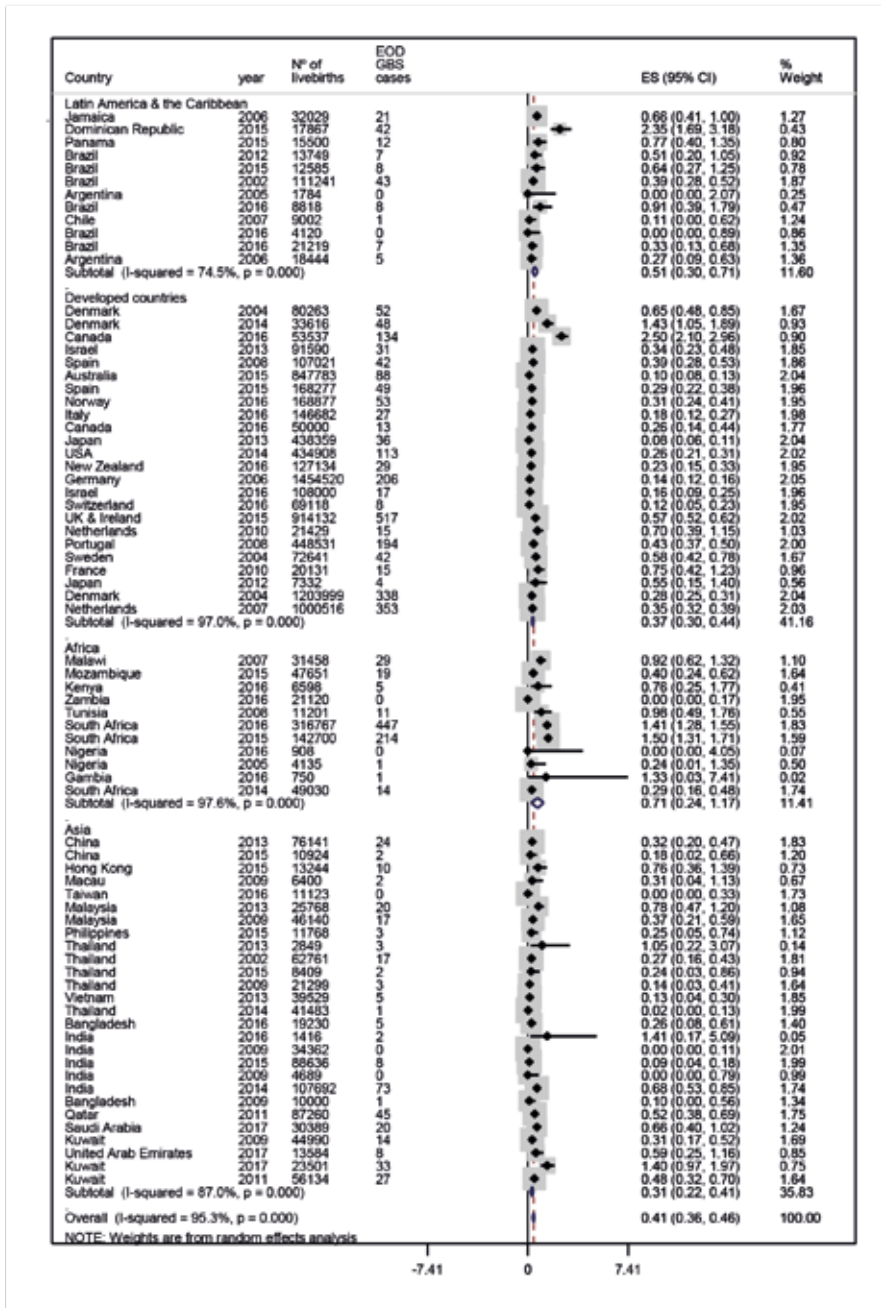 Country year Nº of livebirths EOD GBS cases ES (95% CI) % Weight
Latin America & the Caribbean
Jamaica 2006 32029 21 0.66 (0.41, 1.00) 1.27
Dominican Republic 2015 17867 42 2.35 (1.69, 3.18) 0.43
Panama 2015 15500 12 0.77 (0.40, 1.35) 0.80
Brazil 2012 13749 7 0.51 (0.20, 1.05) 0.92
Brazil 2015 12585 8 0.64 (0.27, 1.25) 0.78
Brazil 2002 111241 43 0.39 (0.28, 0.52) 1.87
Argentina 2005 1784 0 0.00 (0.00, 2.07) 0.25
Brazil 2016 8818 8 0.91 (0.39, 1.79) 0.47
Chile 2007 9002 1 0.11 (0.00, 0.62) 1.24
Brazil 2016 4120 0 0.00 (0.00, 0.89) 0.86
Brazil 2016 21219 7 0.33 (0.13, 0.68) 1.35
Argentina 2006 18444 5 0.27 (0.09, 0.63) 1.36
Subtotal (I-squared = 74.5%, p = 0.000) 0.51 (0.30, 0.71) 11.60
.
Developed countries
Denmark 2004 80263 52 0.65 (0.48, 0.85) 1.67
Denmark 2014 33616 48 1.43 (1.05, 1.89) 0.93
Canada 2016 53537 134 2.50 (2.10, 2.96) 0.90
Israel 2013 91590 31 0.34 (0.23, 0.48) 1.85
Spain 2008 107021 42 0.39 (0.28, 0.53) 1.86
Australia 2015 847783 88 0.10 (0.08, 0.13) 2.04
Spain 2015 168277 49 0.29 (0.22, 0.38) 1.96
Norway 2016 168877 53 0.31 (0.24, 0.41) 1.95
Italy 2016 146682 27 0.18 (0.12, 0.27) 1.98
Canada 2016 50000 13 0.26 (0.14, 0.44) 1.77
Japan 2013 438359 36 0.08 (0.06, 0.11) 2.04
USA 2014 434908 113 0.26 (0.21, 0.31) 2.02
New Zealand 2016 127134 29 0.23 (0.15, 0.33) 1.95
Germany 2006 1454520 206 0.14 (0.12, 0.16) 2.05
Israel 2016 108000 17 0.16 (0.09, 0.25) 1.96
Switzerland 2016 69118 8 0.12 (0.05, 0.23) 1.95
UK & Ireland 2015 914132 517 0.57 (0.52, 0.62) 2.02
Netherlands 2010 21429 15 0.70 (0.39, 1.15) 1.03
Portugal 2008 448531 194 0.43 (0.37, 0.50) 2.00
Sweden 2004 72641 42 0.58 (0.42, 0.78) 1.67
France 2010 20131 15 0.75 (0.42, 1.23) 0.96
Japan 2012 7332 4 0.55 (0.15, 1.40) 0.56
Denmark 2004 1203999 338 0.28 (0.25, 0.31) 2.04
Netherlands 2007 1000516 353 0.35 (0.32, 0.39) 2.03
Subtotal (I-squared = 97.0%, p = 0.000) 0.37 (0.30, 0.44) 41.16
.
Africa
Malawi 2007 31458 29 0.92 (0.62, 1.32) 1.10
Mozambique 2015 47651 19 0.40 (0.24, 0.62) 1.64
Kenya 2016 6598 5 0.76 (0.25, 1.77) 0.41
Zambia 2016 21120 0 0.00 (0.00, 0.17) 1.95
Tunisia 2008 11201 11 0.98 (0.49, 1.76) 0.55
South Africa 2016 316767 447 1.41 (1.28, 1.55) 1.83
South Africa 2015 142700 214 1.50 (1.31, 1.71) 1.59
Nigeria 2016 908 0 0.00 (0.00, 4.05) 0.07
Nigeria 2005 4135 1 0.24 (0.01, 1.35) 0.50
Gambia 2016 750 1 1.33 (0.03, 7.41) 0.02
South Africa 2014 49030 14 0.29 (0.16, 0.48) 1.74
Subtotal (I-squared = 97.6%, p = 0.000) 0.71 (0.24, 1.17) 11.41
.
Asia
China 2013 76141 24 0.32 (0.20, 0.47) 1.83
China 2015 10924 2 0.18 (0.02, 0.66) 1.20
Hong Kong 2015 13244 10 0.76 (0.36, 1.39) 0.73
Macau 2009 6400 2 0.31 (0.04, 1.13) 0.67
Taiwan 2016 11123 0 0.00 (0.00, 0.33) 1.73
Malaysia 2013 25768 20 0.78 (0.47, 1.20) 1.08
Malaysia 2009 46140 17 0.37 (0.21, 0.59) 1.65
Philippines 2015 11768 3 0.25 (0.05, 0.74) 1.12
Thailand 2013 2849 3 1.05 (0.22, 3.07) 0.14
Thailand 2002 62761 17 0.27 (0.16, 0.43) 1.81
Thailand 2015 8409 2 0.24 (0.03, 0.86) 0.94
Thailand 2009 21299 3 0.14 (0.03, 0.41) 1.64
Vietnam 2013 39529 5 0.13 (0.04, 0.30) 1.85
Thailand 2014 41483 1 0.02 (0.00, 0.13) 1.99
Bangladesh 2016 19230 5 0.26 (0.08, 0.61) 1.40
India 2016 1416 2 1.41 (0.17, 5.09) 0.05
India 2009 34362 0 0.00 (0.00, 0.11) 2.01
India 2015 88636 8 0.09 (0.04, 0.18) 1.99
India 2009 4689 0 0.00 (0.00, 0.79) 0.99
India 2014 107692 73 0.68 (0.53, 0.85) 1.74
Bangladesh 2009 10000 1 0.10 (0.00, 0.56) 1.34
Qatar 2011 87260 45 0.52 (0.38, 0.69) 1.75
Saudi Arabia 2017 30389 20 0.66 (0.40, 1.02) 1.24
Kuwait 2009 44990 14 0.31 (0.17, 0.52) 1.69
United Arab Emirates 2017 13584 8 0.59 (0.25, 1.16) 0.85
Kuwait 2017 23501 33 1.40 (0.97, 1.97) 0.75
Kuwait 2011 56134 27 0.48 (0.32, 0.70) 1.64
Subtotal (I-squared = 87.0%, p = 0.000) 0.31 (0.22, 0.41) 35.83
.
Overall (I-squared = 95.3%, p = 0.000) 0.41 (0.36, 0.46) 100.00
NOTE: Weights are from random effects analysis
-7.41 0 7.41